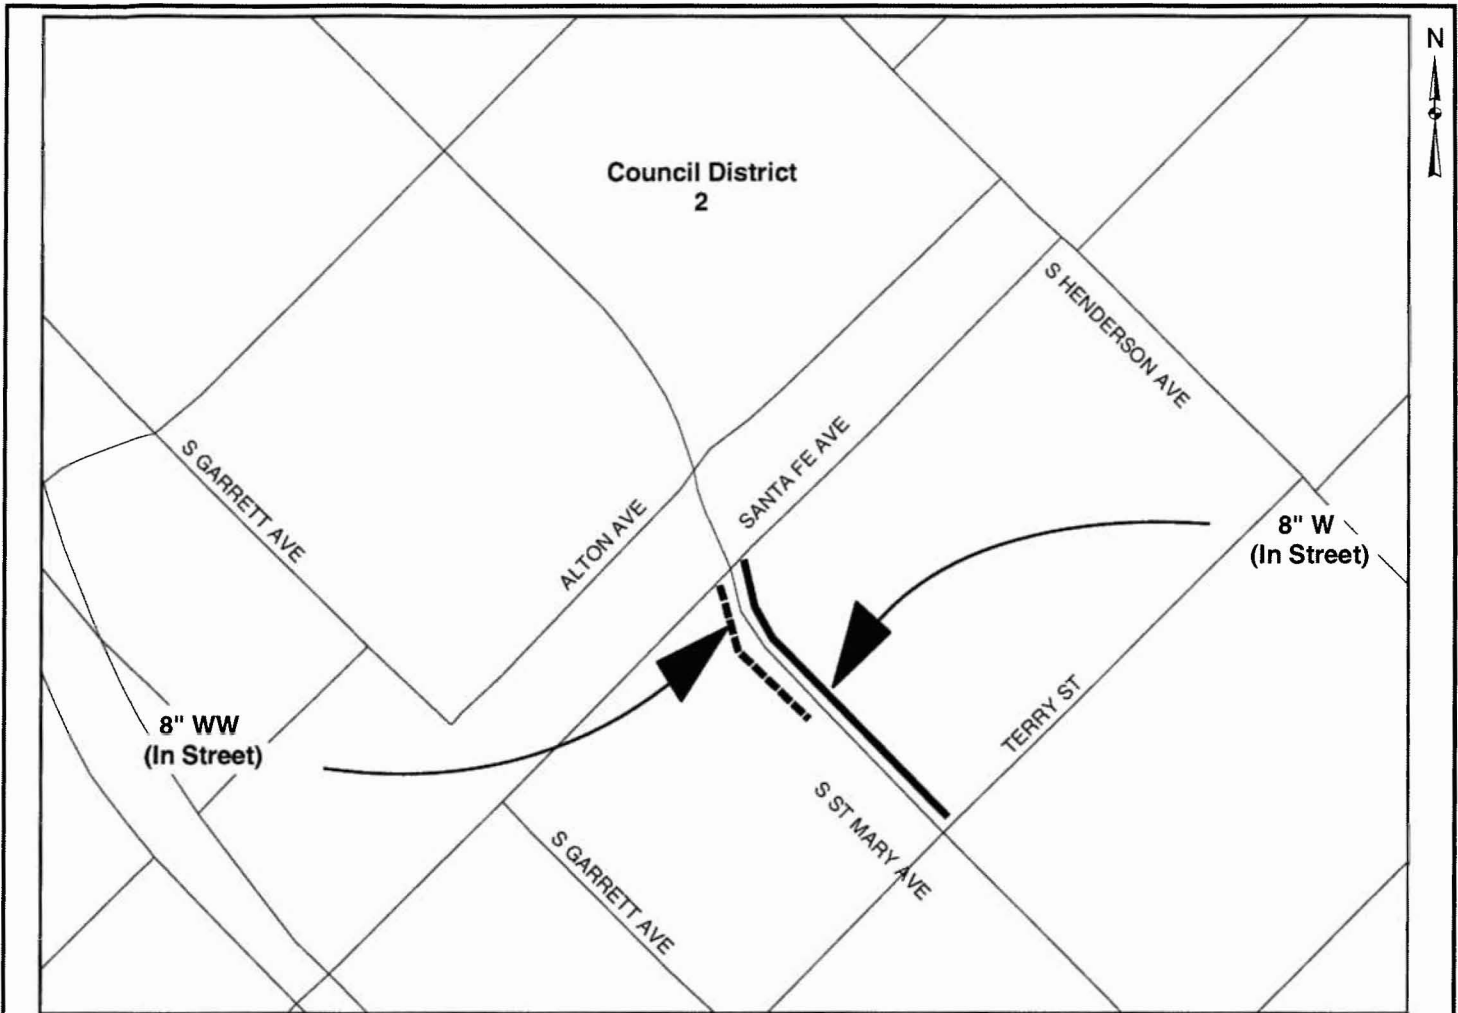 N
Council District
2
S HENDERSON AVE
SANTA FE AVE
S GARRETT AVE
ALTON AVE
8" W
(In Street)
TERRY ST
8" WW
(In Street)
S ST MARY AVE
S GARRETT AVE